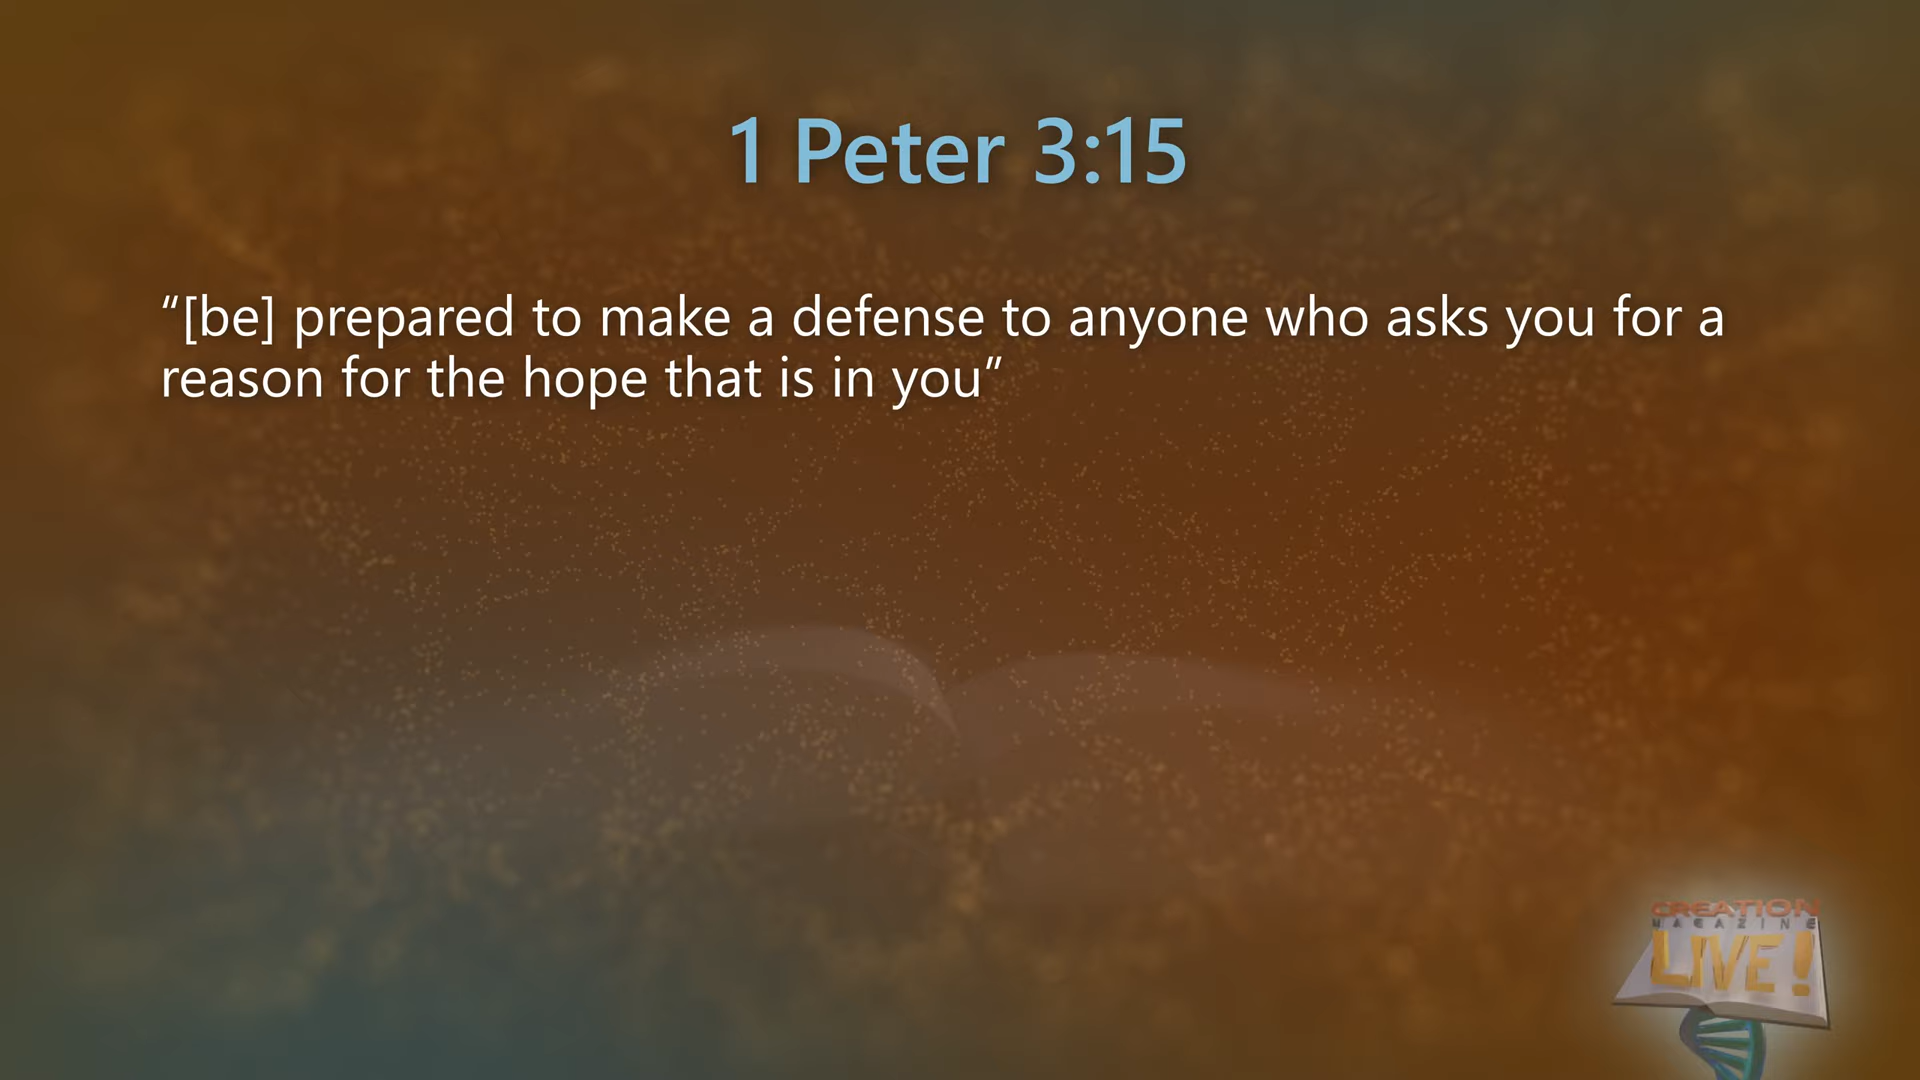 1 Peter 3:15
“[be] prepared to make a defense to anyone who asks you for a
reason for the hope that is in you”
CREATION
MAGAZINE
LIVE!